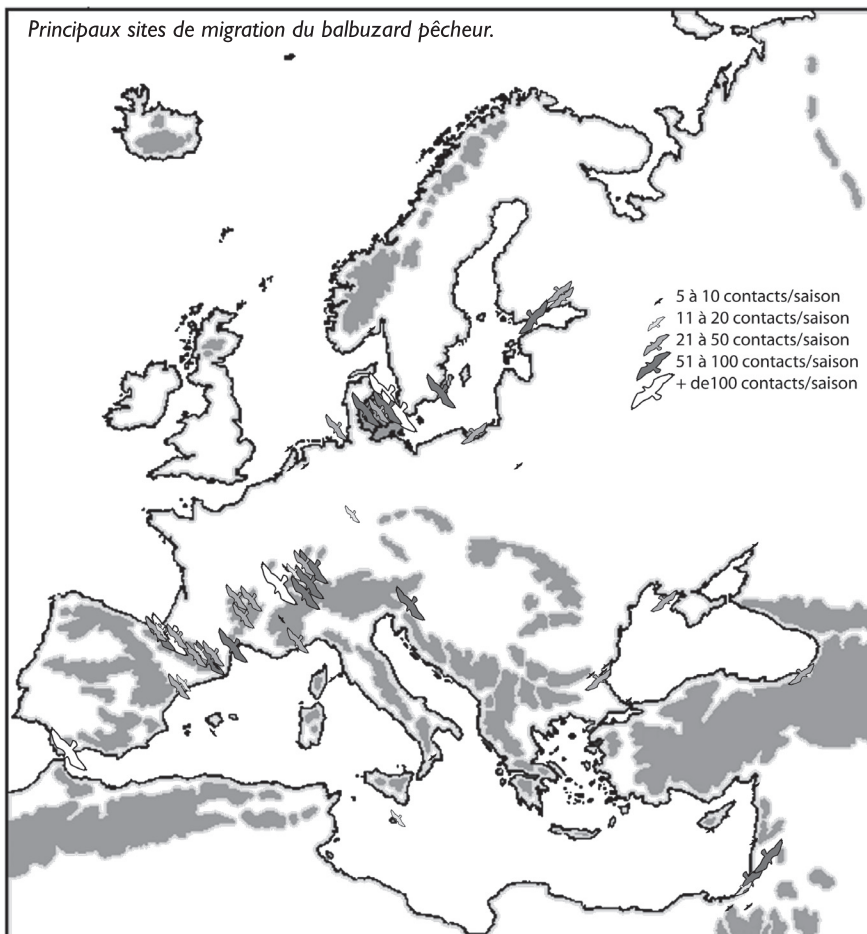 Principaux sites de migration du balbuzard pêcheur.
5 à 10 contacts/saison
11 à 20 contacts/saison
21 à 50 contacts/saison
51 à 100 contacts/saison
+ de100 contacts/saison